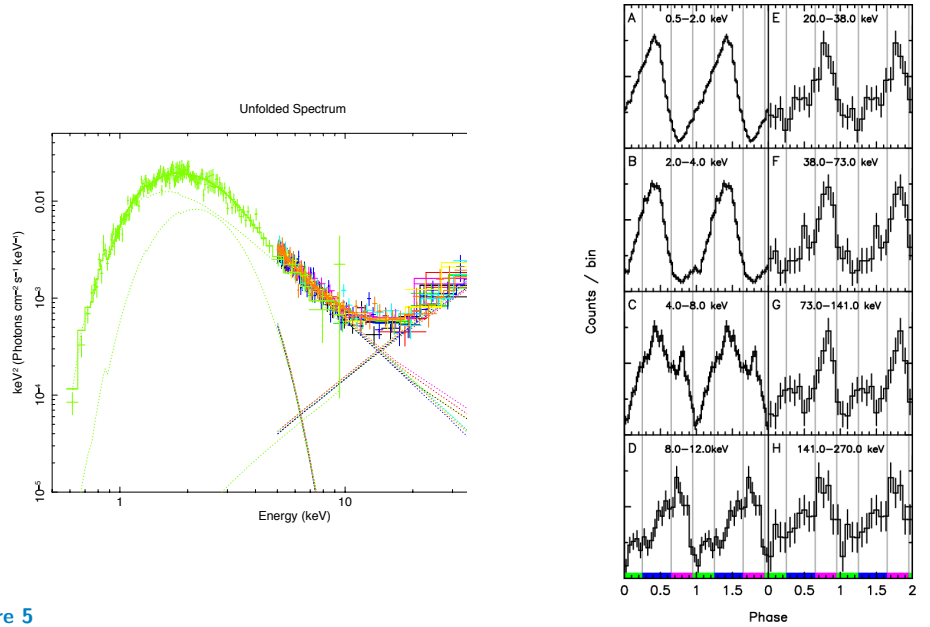 Unfolded Spectrum
keV² (Photons cm⁻² s⁻¹ keV⁻¹)
0.01
10⁻³
10⁻⁴
10⁻⁵
1
10
Energy (keV)
re 5
A
0.5−2.0 keV
E
20.0−38.0 keV
B
2.0−4.0 keV
F
38.0−73.0 keV
C
4.0−8.0 keV
G
73.0−141.0 keV
D
8.0−12.0keV
H
141.0−270.0 keV
Counts / bin
0
0.5
1
1.5
0
0.5
1
1.5
2
Phase